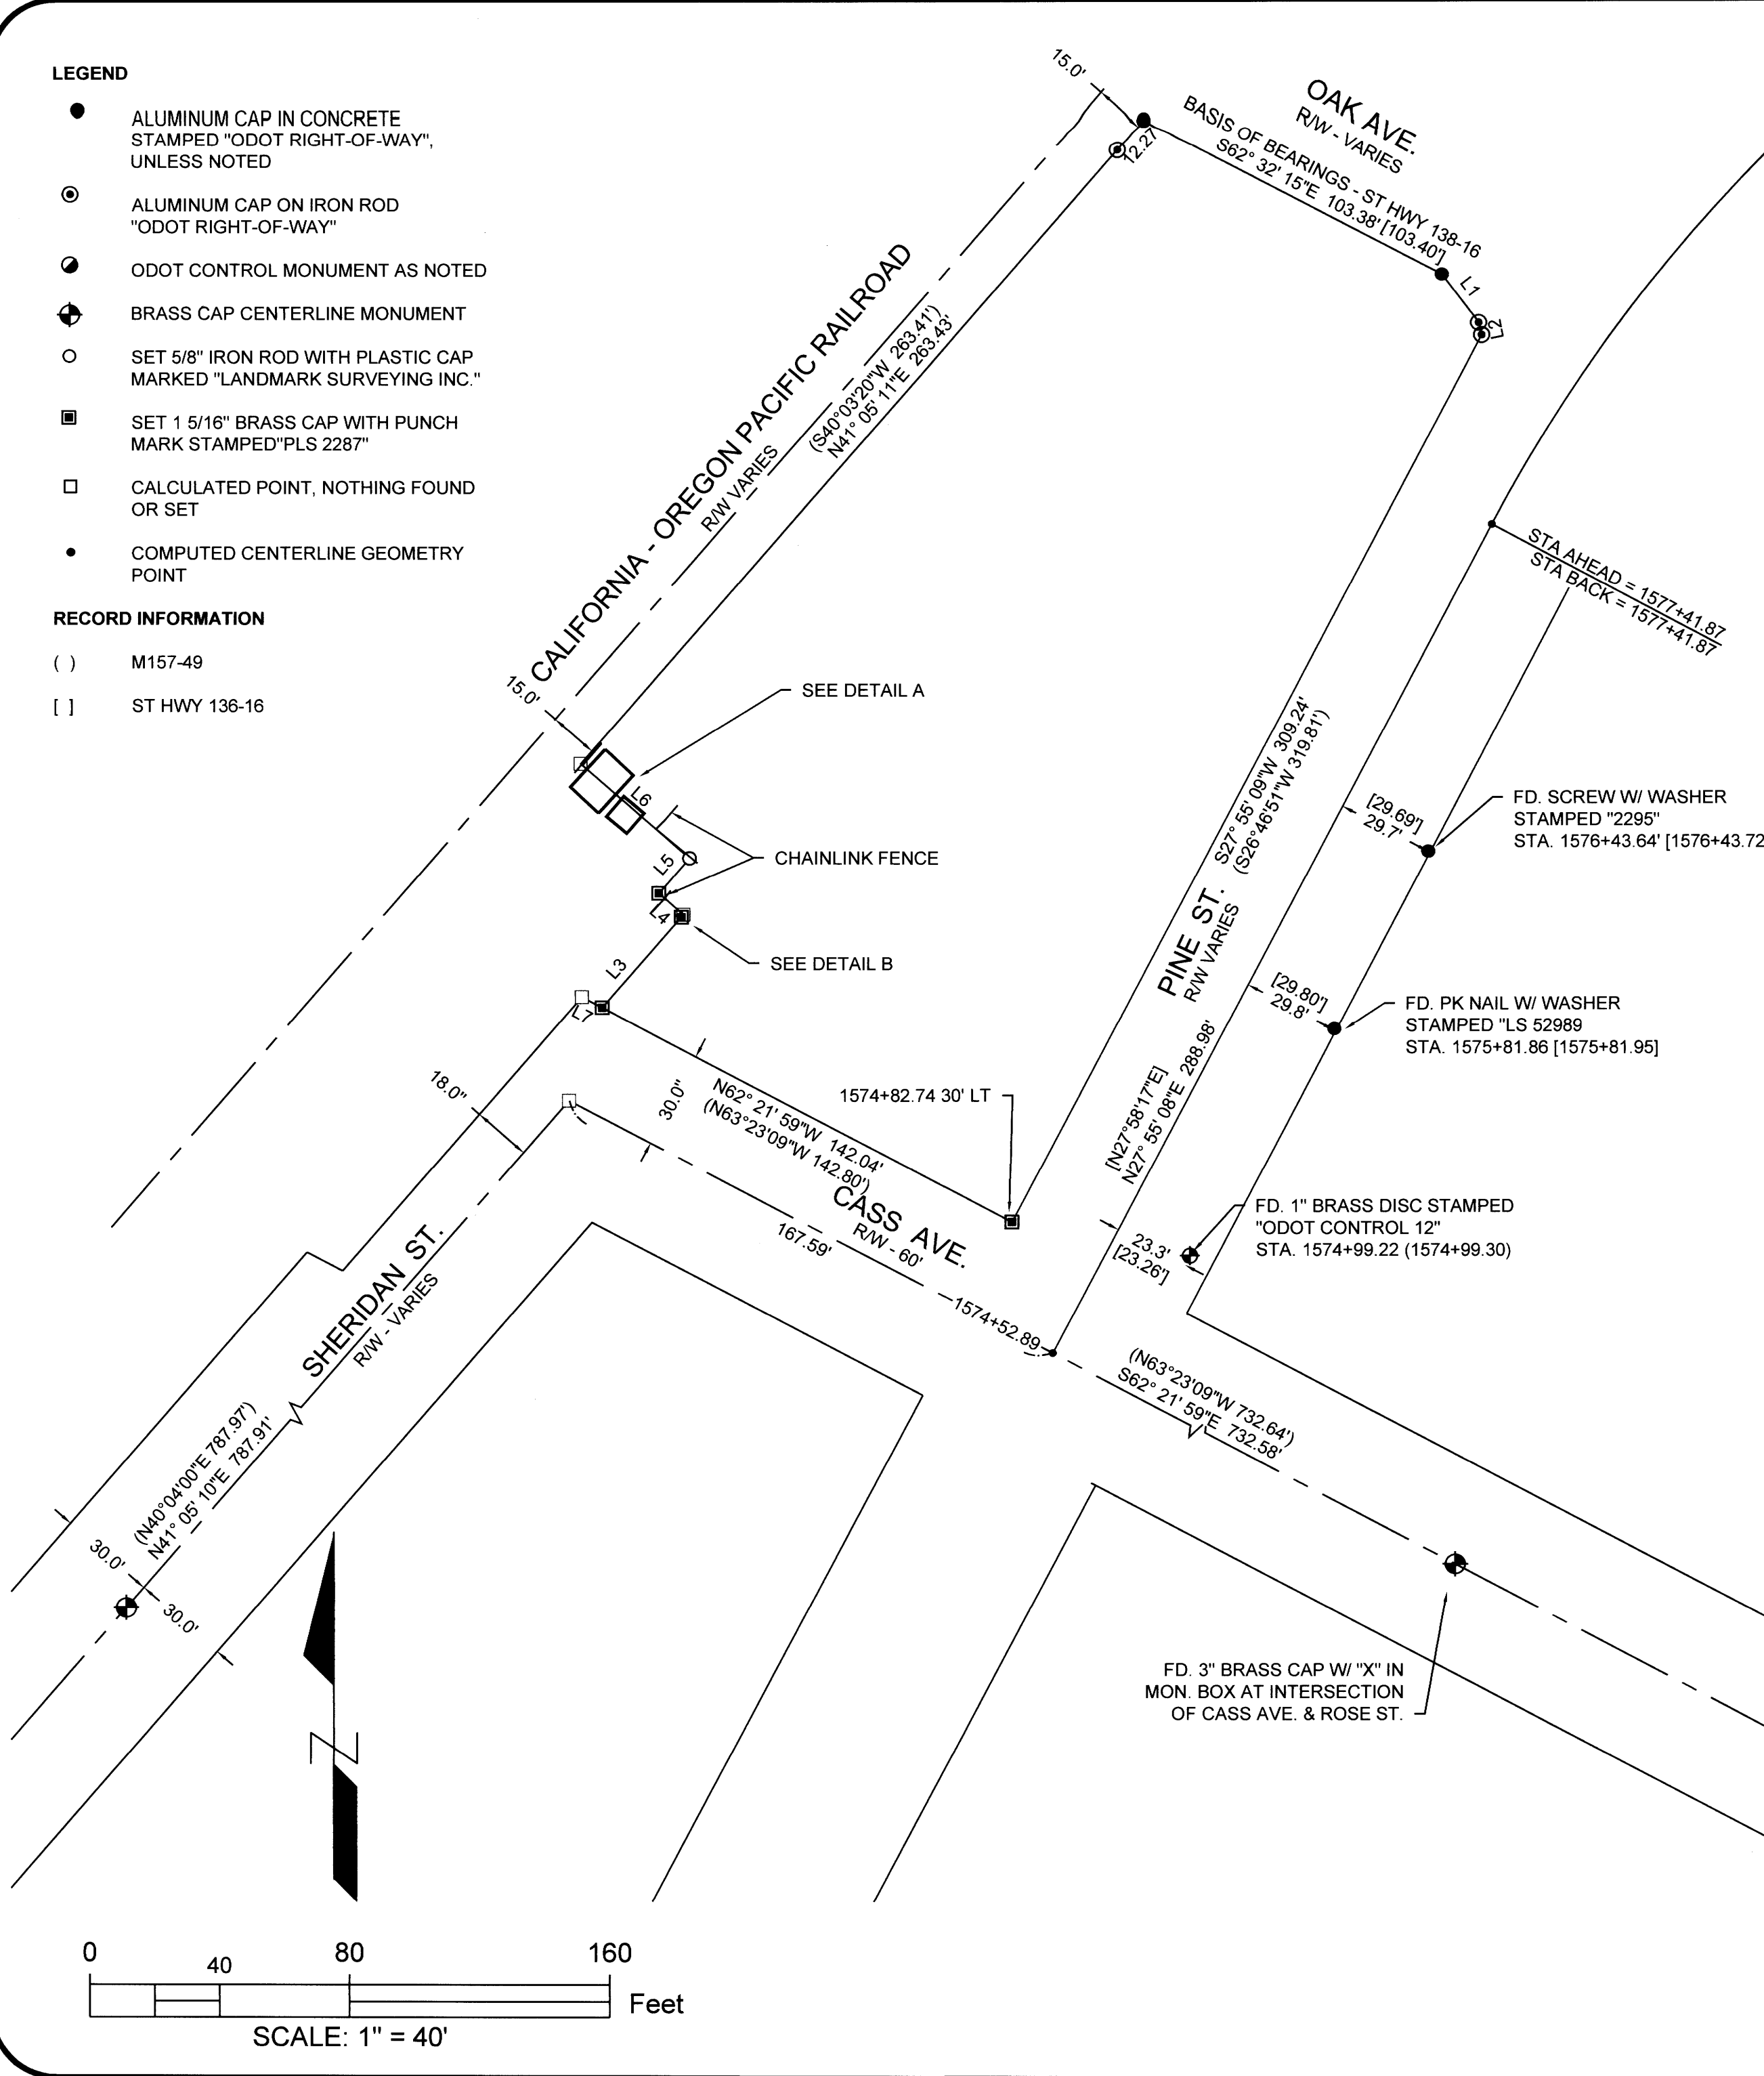 LEGEND
ALUMINUM CAP IN CONCRETE
STAMPED "ODOT RIGHT-OF-WAY",
UNLESS NOTED
ALUMINUM CAP ON IRON ROD
"ODOT RIGHT-OF-WAY"
ODOT CONTROL MONUMENT AS NOTED
BRASS CAP CENTERLINE MONUMENT
SET 5/8" IRON ROD WITH PLASTIC CAP
MARKED "LANDMARK SURVEYING INC."
SET 1 5/16" BRASS CAP WITH PUNCH
MARK STAMPED"PLS 2287"
CALCULATED POINT, NOTHING FOUND
OR SET
COMPUTED CENTERLINE GEOMETRY
POINT
RECORD INFORMATION
( ) M157-49
[ ] ST HWY 136-16
15.0'
12.27
OAK AVE.
R/W - VARIES
BASIS OF BEARINGS - ST HWY 138-16
S62° 32' 15"E 103.38' [103.40']
L1
L2
CALIFORNIA - OREGON PACIFIC RAILROAD
R/W VARIES
(S40°03'20"W 263.41')
N41° 05' 11"E 263.43'
STA AHEAD = 1577+41.87
STA BACK = 1577+41.87
15.0'
SEE DETAIL A
L6
CHAINLINK FENCE
L5
L4
SEE DETAIL B
L3
L7
S27° 55' 09"W 309.24'
(S26°46'51"W 319.81')
PINE ST.
R/W VARIES
[29.69']
29.7'
FD. SCREW W/ WASHER
STAMPED "2295"
STA. 1576+43.64' [1576+43.72
[29.80']
29.8'
FD. PK NAIL W/ WASHER
STAMPED "LS 52989
STA. 1575+81.86 [1575+81.95]
[N27°58'17"E]
N27° 55' 08"E 288.98'
18.0"
30.0"
N62° 21' 59"W 142.04'
(N63°23'09"W 142.80')
1574+82.74 30' LT
CASS AVE.
R/W - 60'
167.59'
1574+52.89
23.3'
[23.26']
FD. 1" BRASS DISC STAMPED
"ODOT CONTROL 12"
STA. 1574+99.22 (1574+99.30)
SHERIDAN ST.
R/W - VARIES
(N63°23'09"W 732.64')
S62° 21' 59"E 732.58'
(N40°04'00"E 787.97')
N41° 05' 10"E 787.91'
30.0'
30.0'
FD. 3" BRASS CAP W/ "X" IN
MON. BOX AT INTERSECTION
OF CASS AVE. & ROSE ST.
N
0 40 80 160
Feet
SCALE: 1" = 40'